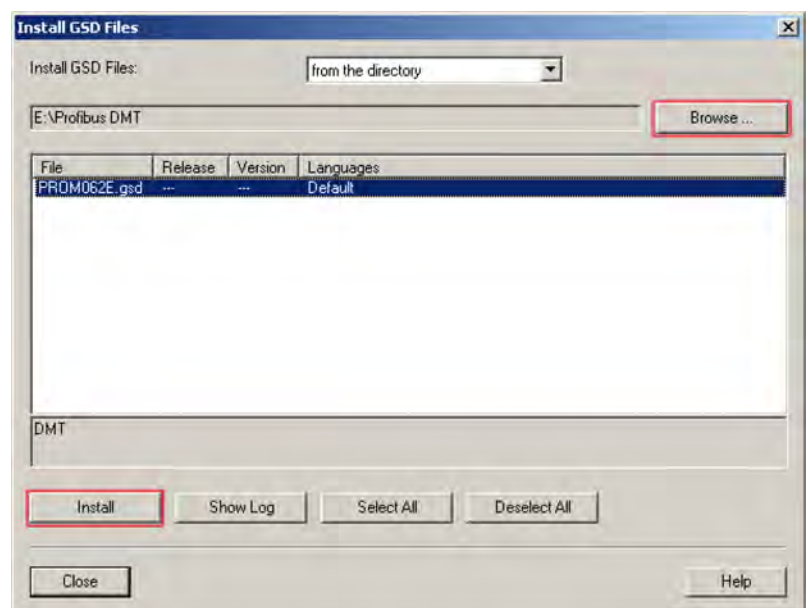 Install GSD Files
Install GSD Files: from the directory
E:\Profibus DMT Browse ...
File Release Version Languages
PROM062E.gsd --- --- Default
DMT
Install Show Log Select All Deselect All
Close Help